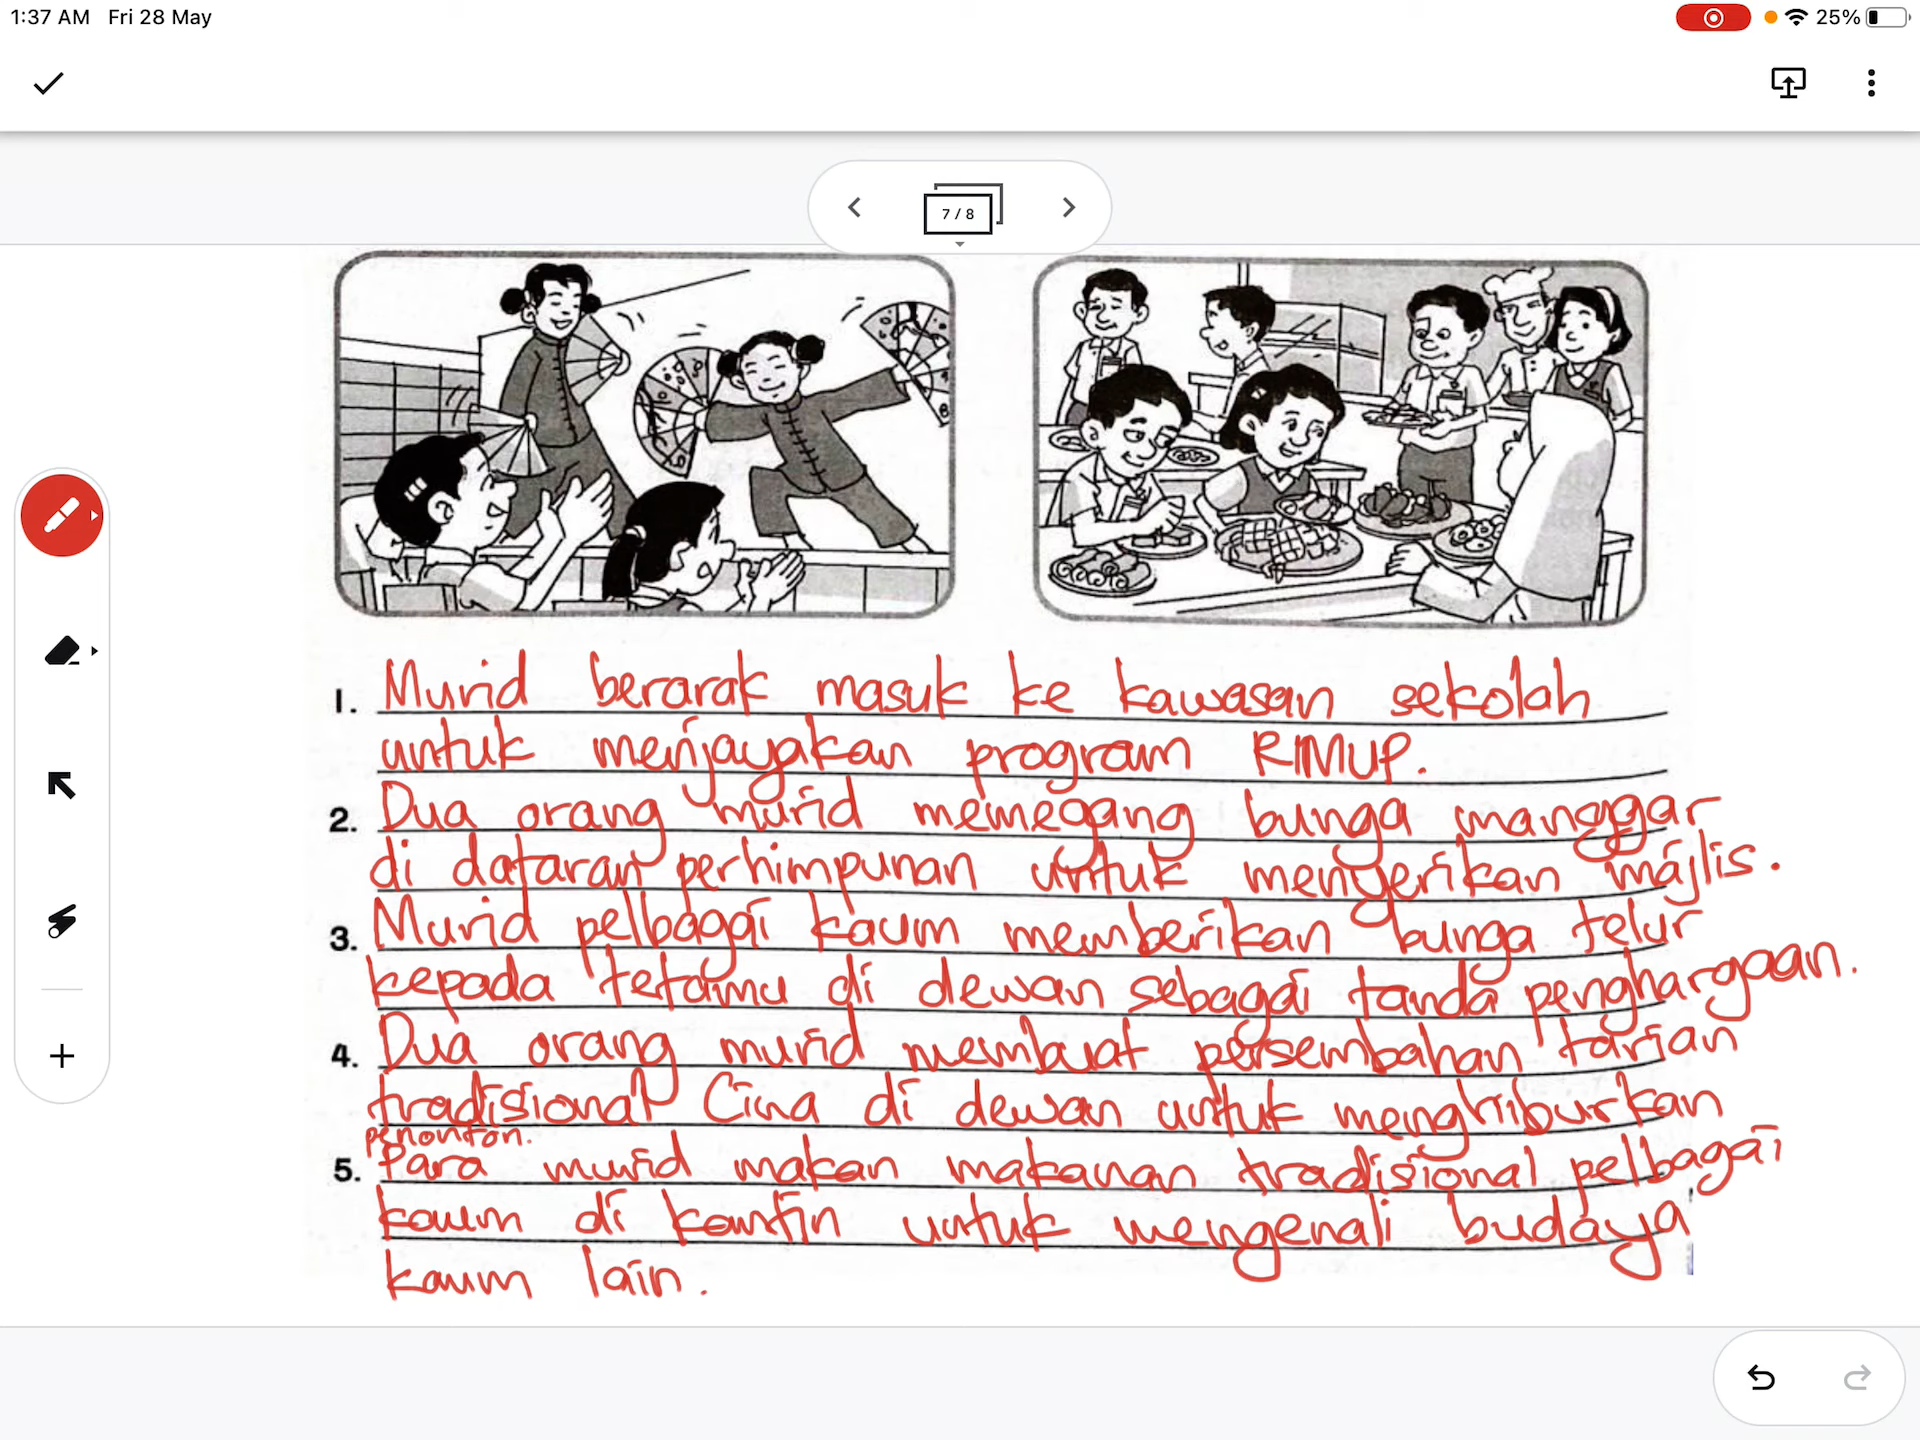 1:37 AM Fri 28 May
25%
7 / 8
1. Murid berarak masuk ke kawasan sekolah
untuk menjayakan program RIMUP.
2. Dua orang murid memegang bunga manggar
di dataran perhimpunan untuk menyerikan majlis.
3. Murid pelbagai kaum memberikan bunga telur
kepada tetamu di dewan sebagai tanda penghargaan.
4. Dua orang murid membuat persembahan tarian
tradisional Cina di dewan untuk menghiburkan
penonton.
5. Para murid makan makanan tradisional pelbagai
kaum di kantin untuk mengenali budaya
kaum lain.